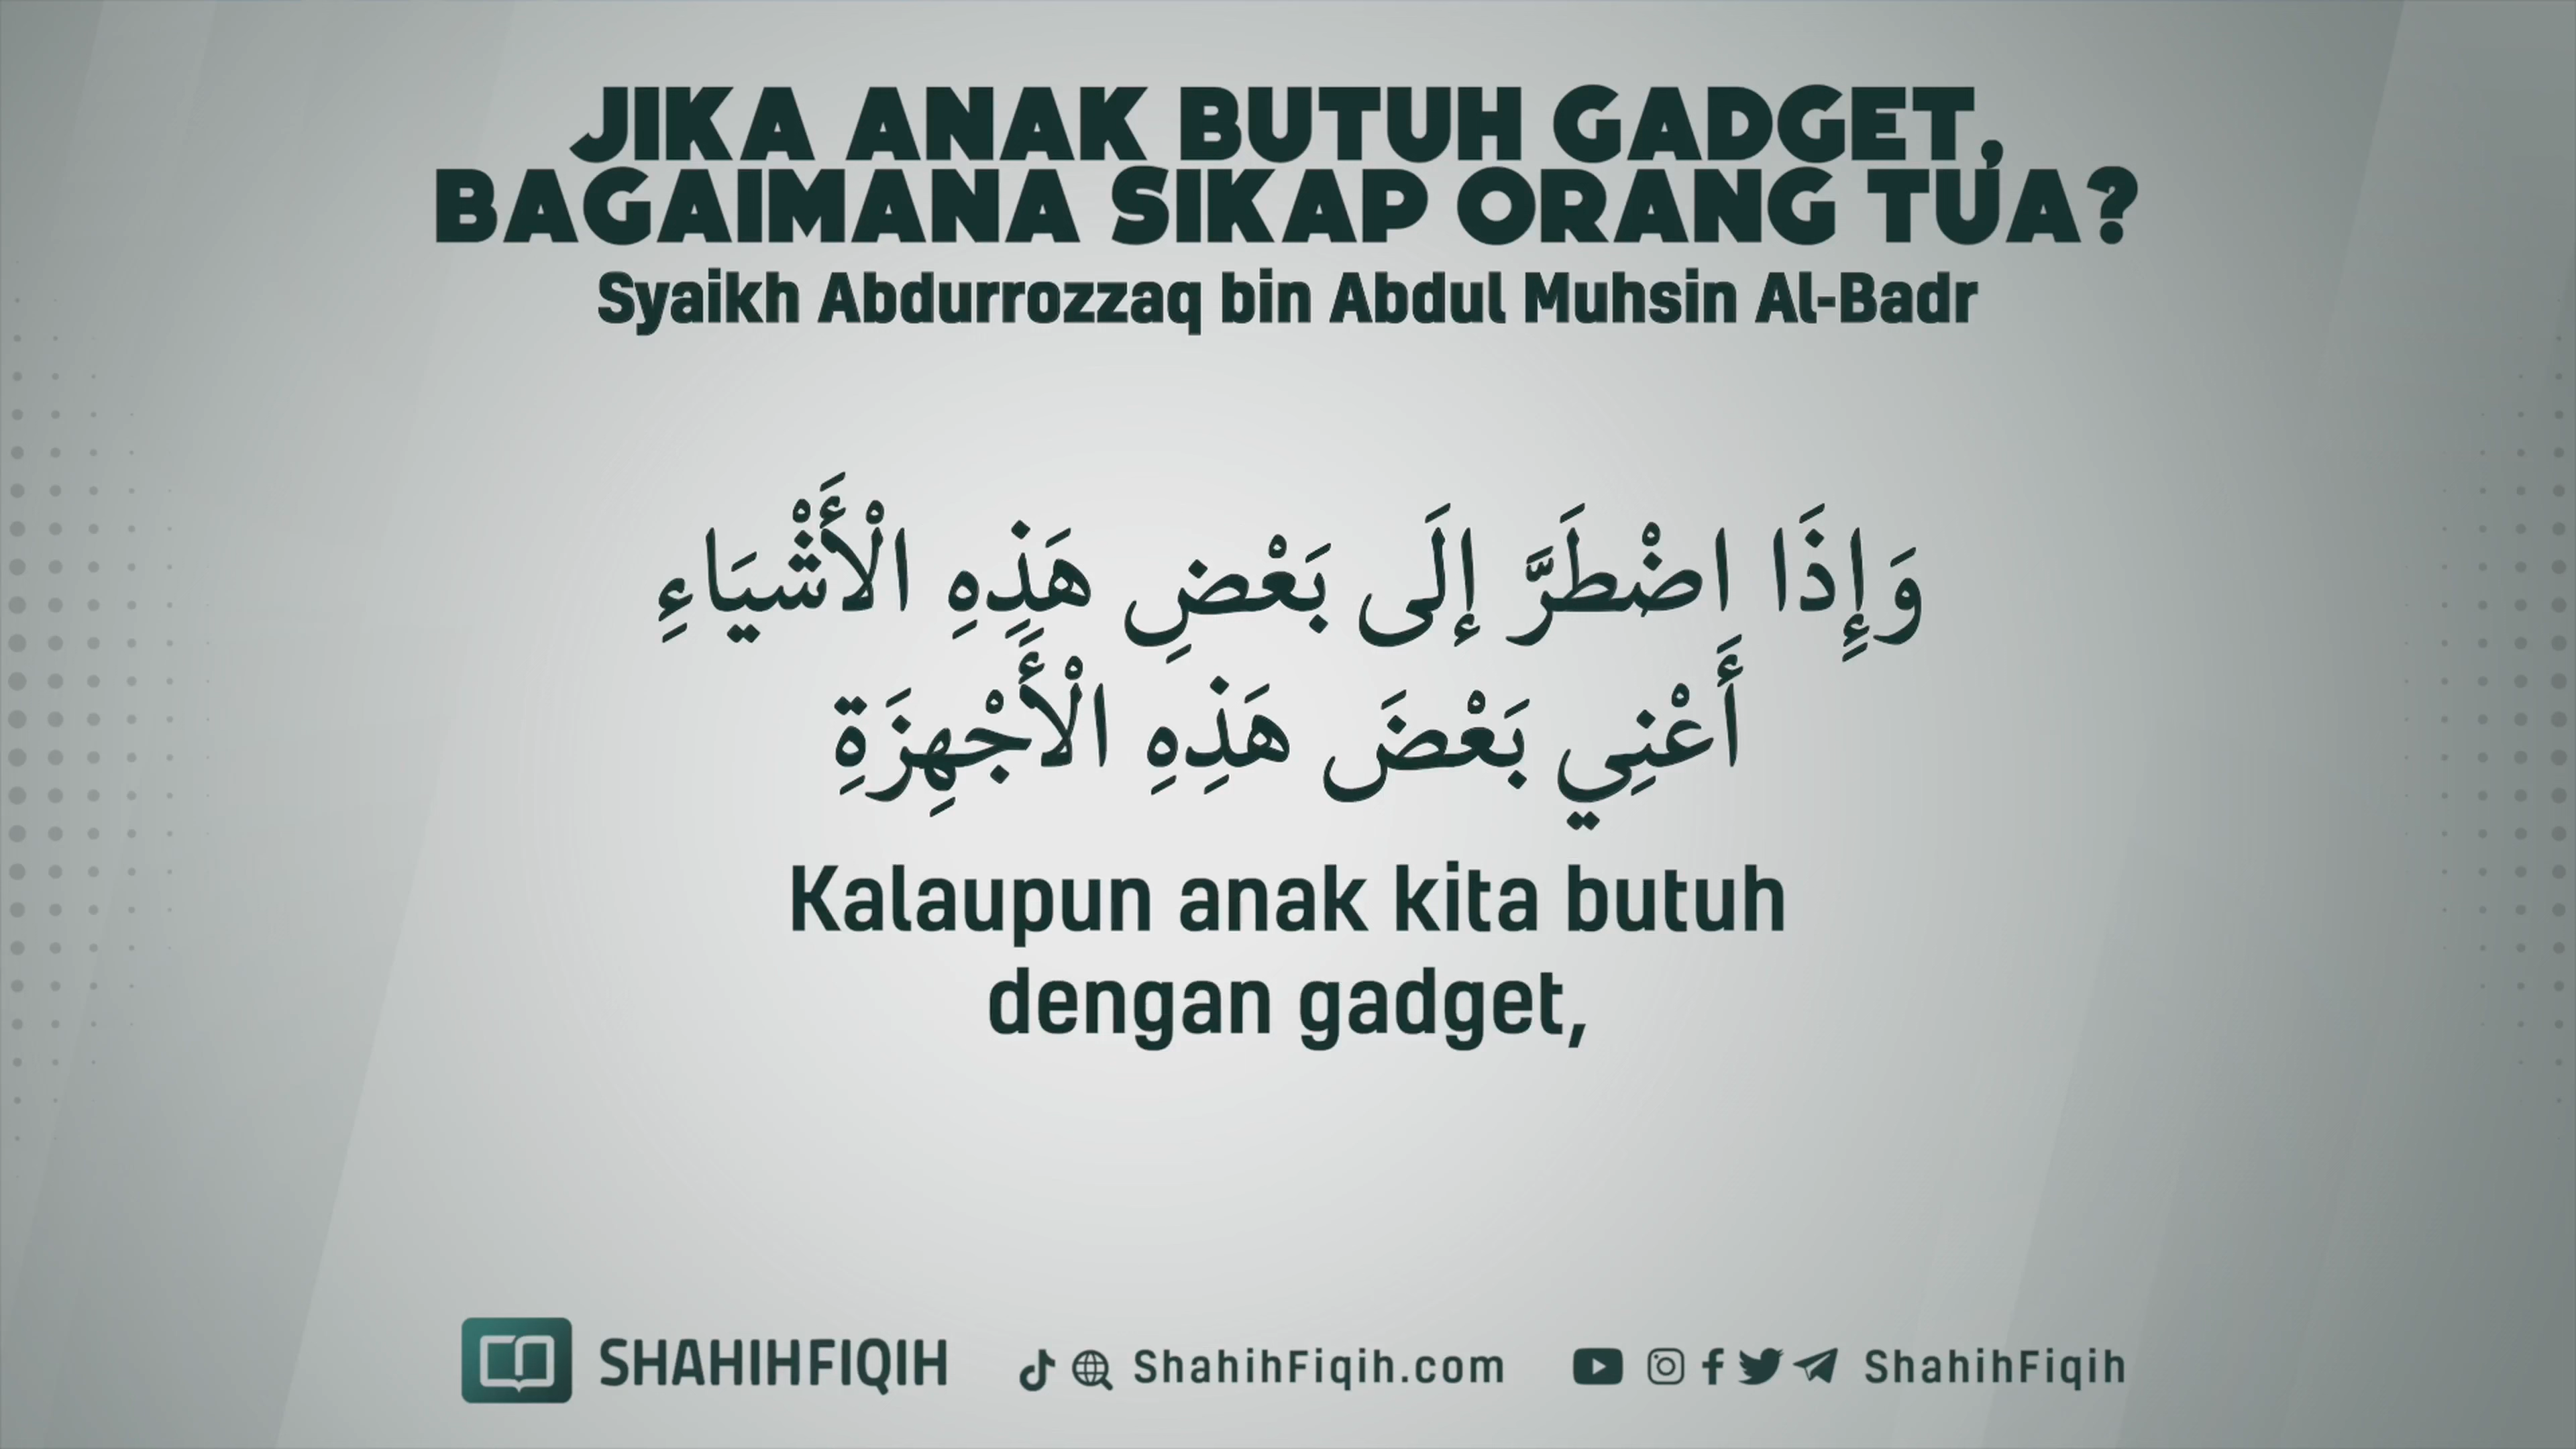 JIKA ANAK BUTUH GADGET,
BAGAIMANA SIKAP ORANG TUA?
Syaikh Abdurrozzaq bin Abdul Muhsin Al-Badr
وَإِذَا اضْطَرَّ إِلَى بَعْضِ هَذِهِ الْأَشْيَاءِ
أَعْنِي بَعْضَ هَذِهِ الْأَجْهِزَةِ
Kalaupun anak kita butuh
dengan gadget,
SHAHIHFIQIH ShahihFiqih.com ShahihFiqih